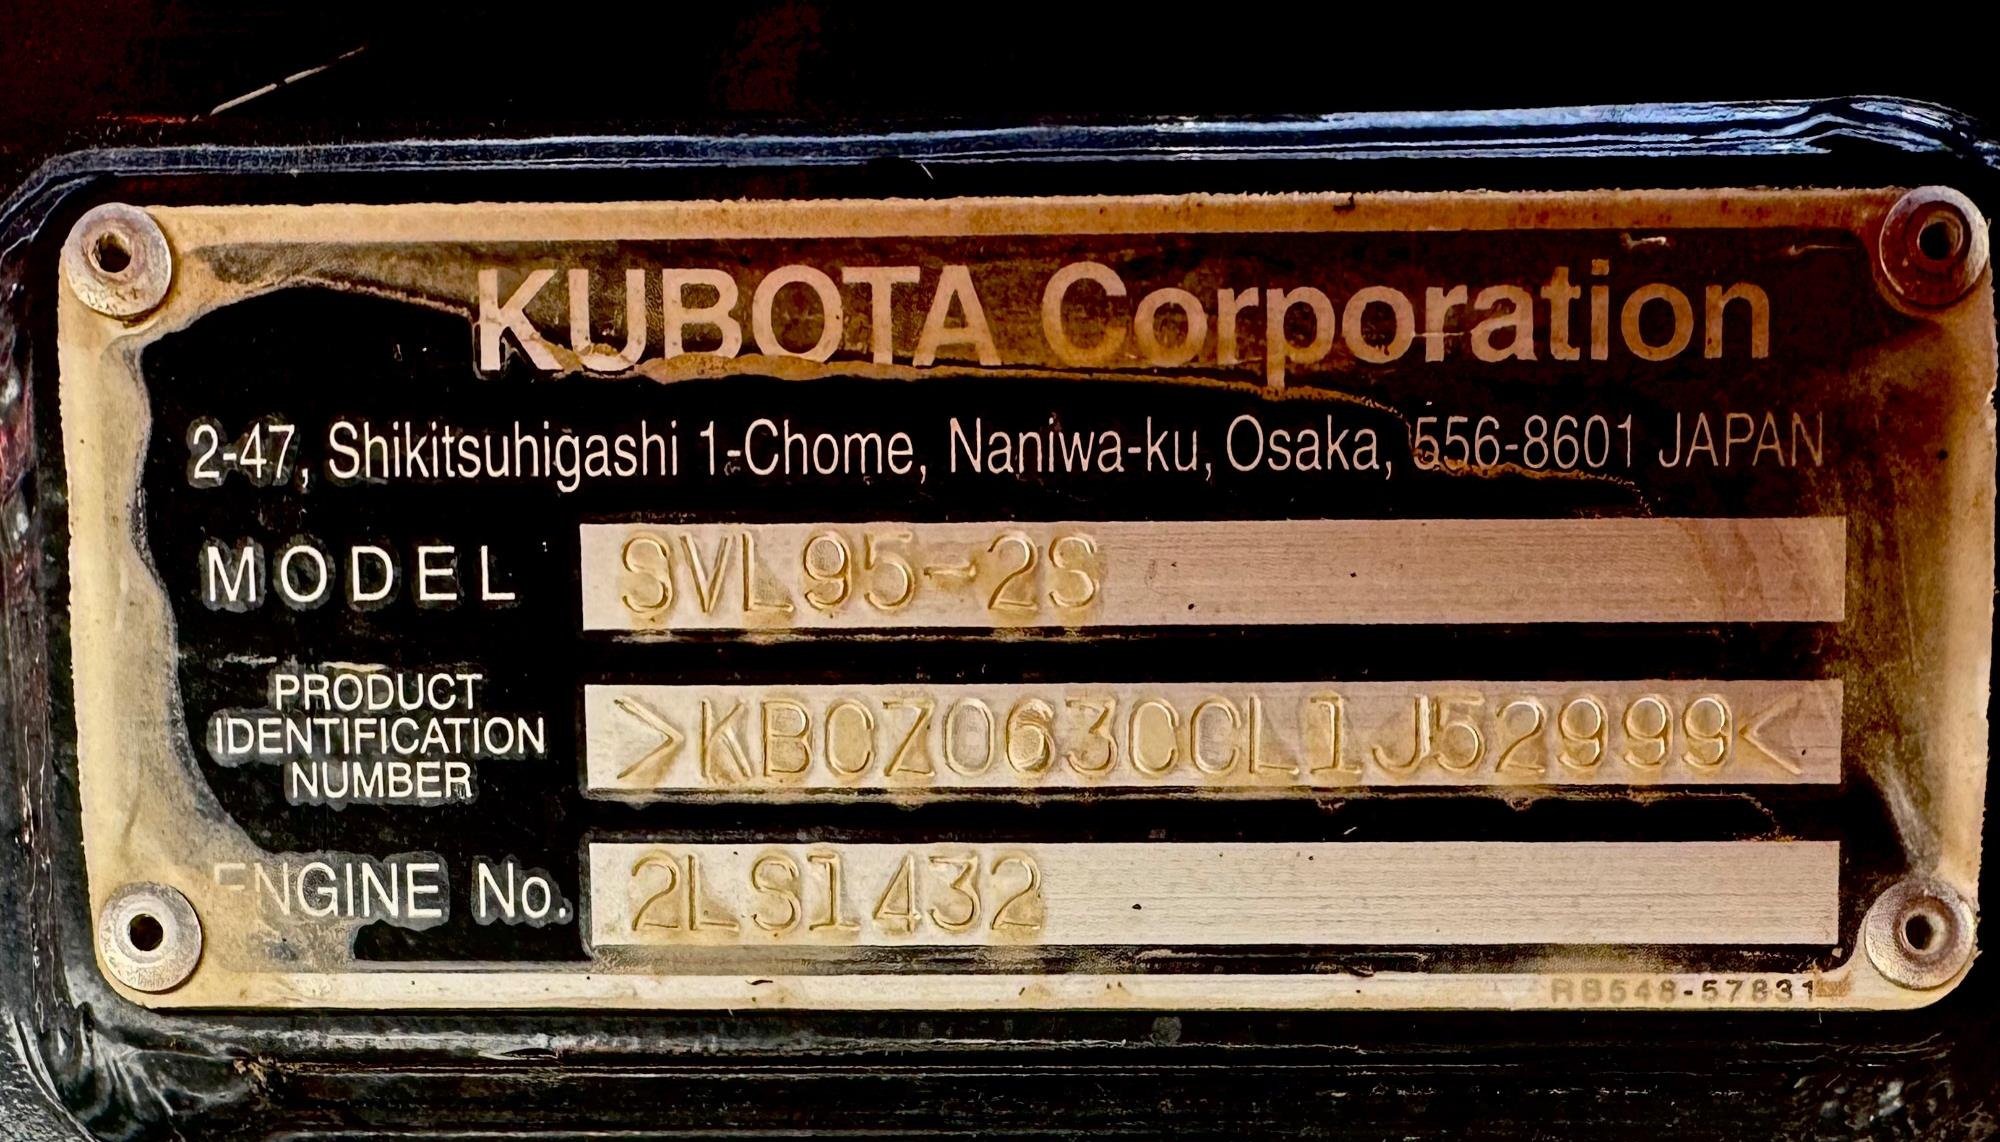 KUBOTA Corporation
2-47, Shikitsuhigashi 1-Chome, Naniwa-ku, Osaka, 556-8601 JAPAN
MODEL SVL95-2S
PRODUCT
IDENTIFICATION
NUMBER
>KBCZ063CCL1J52999<
ENGINE No. 2LS1432
RB548-57831